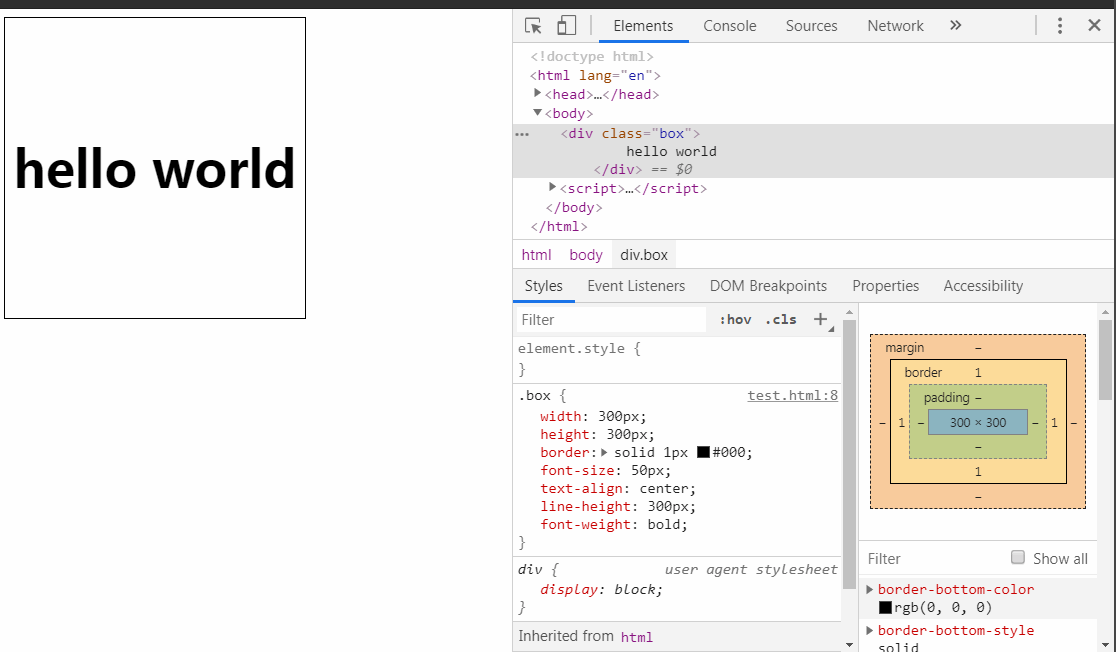 hello world
Elements Console Sources Network »
<!doctype html>
<html lang="en">
<head>…</head>
<body>
<div class="box">
hello world
</div> == $0
<script>…</script>
</body>
</html>
html body div.box
Styles Event Listeners DOM Breakpoints Properties Accessibility
Filter :hov .cls +
element.style {
}
.box { test.html:8
width: 300px;
height: 300px;
border: solid 1px #000;
font-size: 50px;
text-align: center;
line-height: 300px;
font-weight: bold;
}
div { user agent stylesheet
display: block;
}
Inherited from html
margin –
border 1
padding –
– 1 – 300 × 300 – 1 –
–
1
–
Filter Show all
border-bottom-color
rgb(0, 0, 0)
border-bottom-style
solid